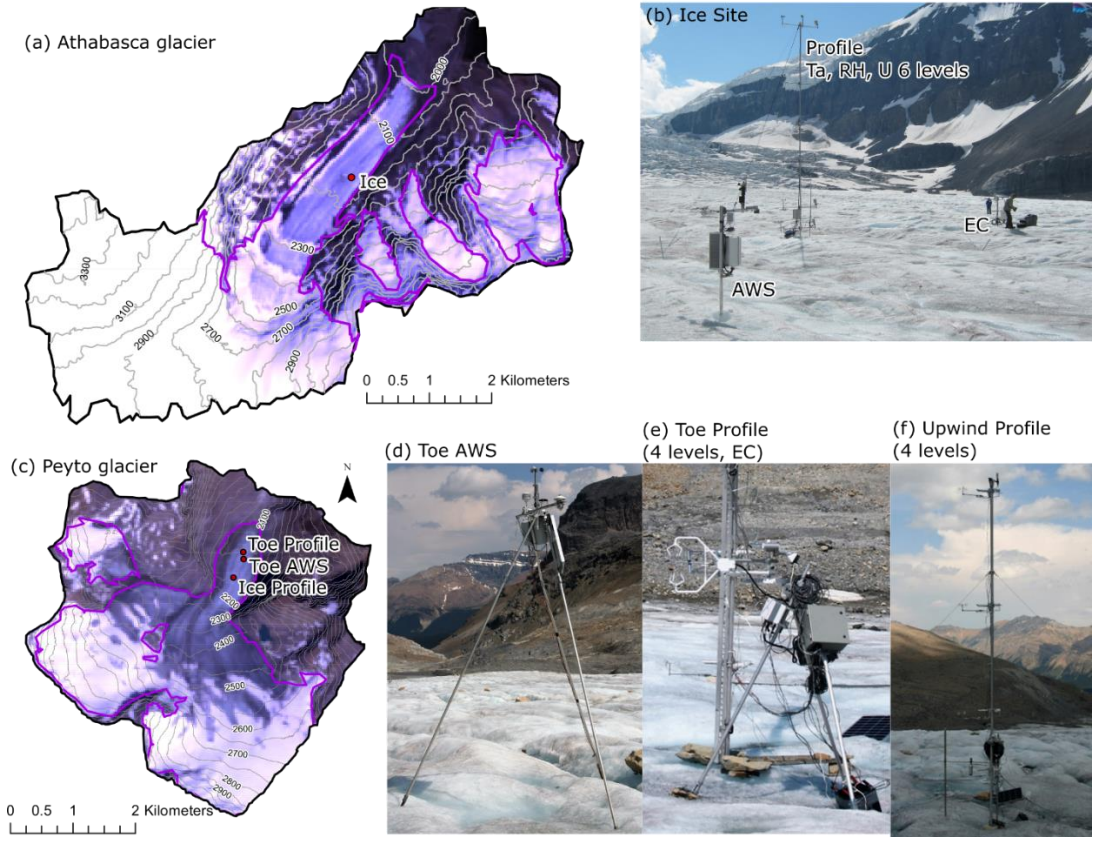 (a) Athabasca glacier
2000
2100
Ice
2300
2500
2700
2900
3300
3100
2900
2700
0 0.5 1 2 Kilometers
(b) Ice Site
Profile
Ta, RH, U 6 levels
EC
AWS
(c) Peyto glacier
N
2400
Toe Profile
Toe AWS
Ice Profile
2200
2300
2400
2500
2600
2700
2800
2900
0 0.5 1 2 Kilometers
(d) Toe AWS
(e) Toe Profile
(4 levels, EC)
(f) Upwind Profile
(4 levels)